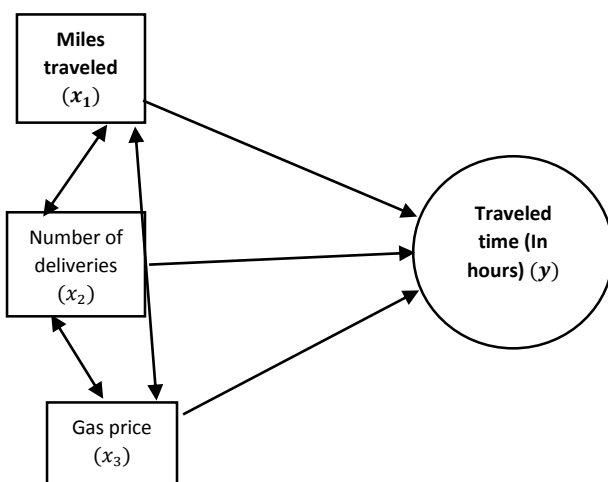 Miles
traveled
(x₁)
Number of
deliveries
(x₂)
Gas price
(x₃)
Traveled
time (In
hours) (y)